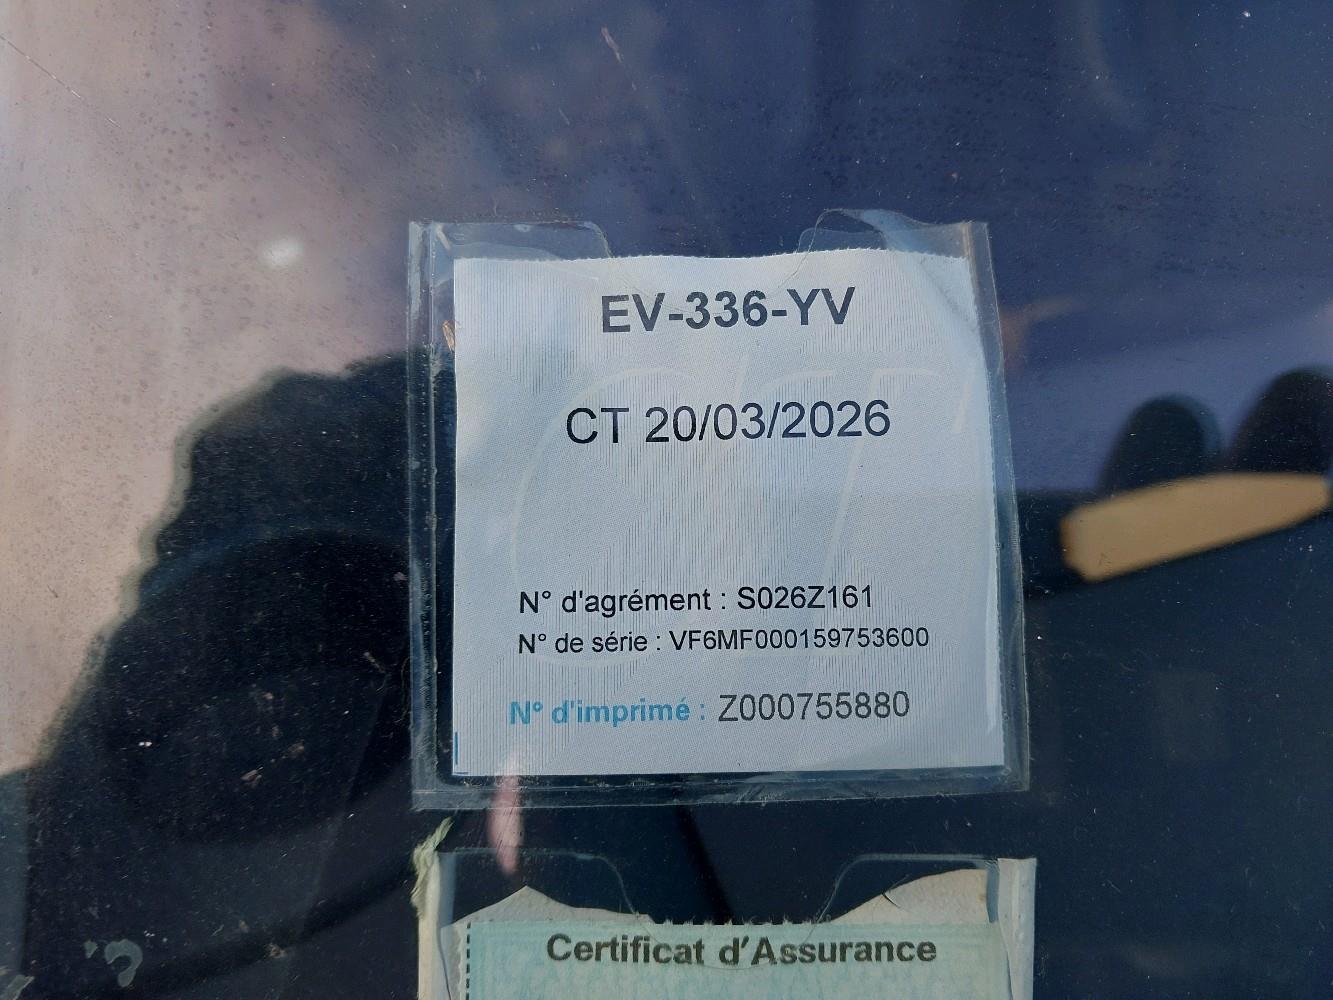 EV-336-YV
CT 20/03/2026
N° d'agrément : S026Z161
N° de série : VF6MF000159753600
N° d'imprimé : Z000755880
Certificat d'Assurance